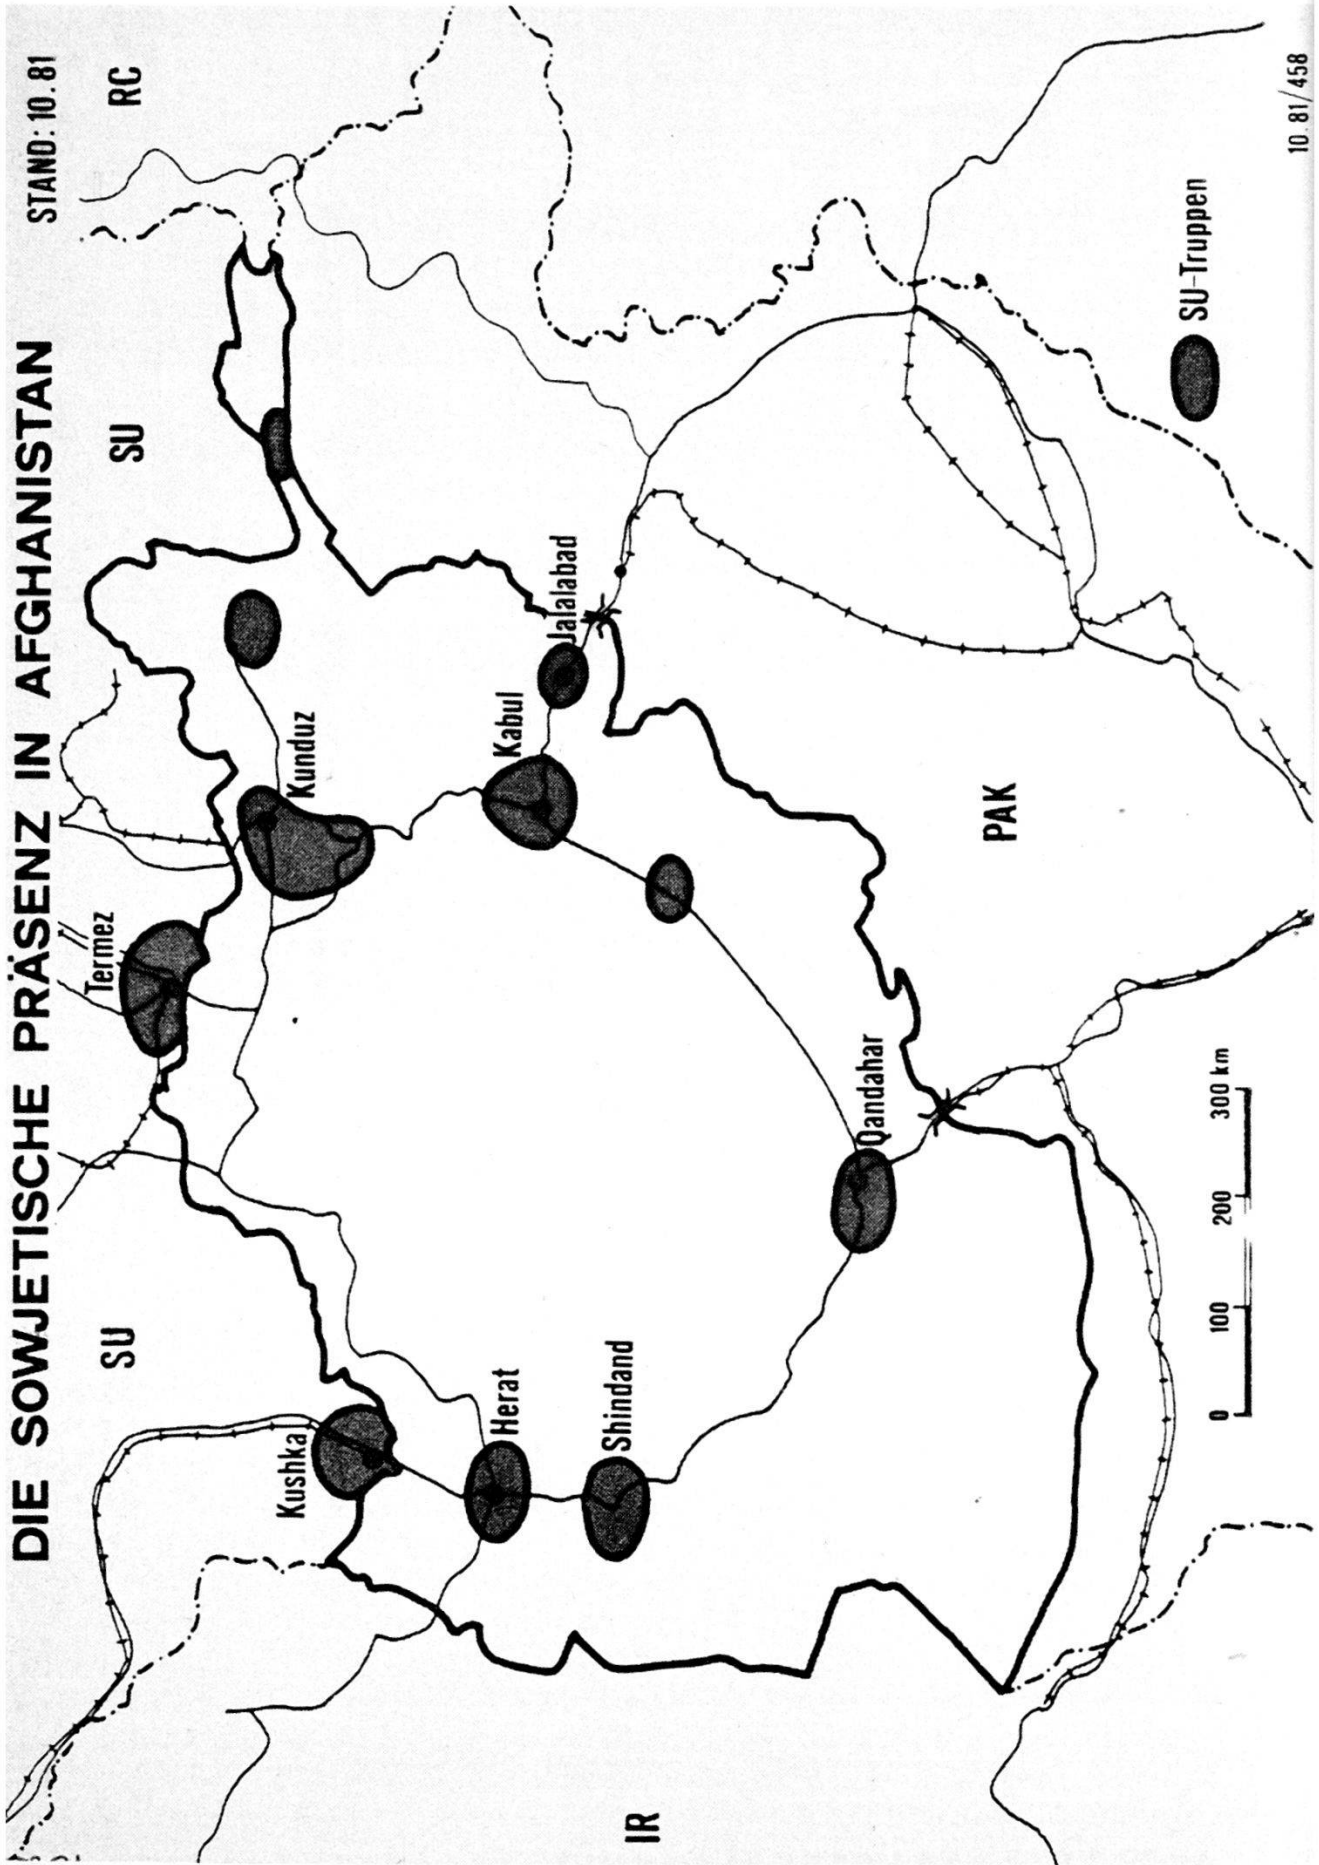 DIE SOWJETISCHE PRÄSENZ IN AFGHANISTAN
STAND: 10.81
RC
SU
SU
Termez
Kunduz
Kushka
Kabul
Jalalabad
Herat
Shindand
Qandahar
PAK
IR
0 100 200 300 km
SU-Truppen
10.81/458